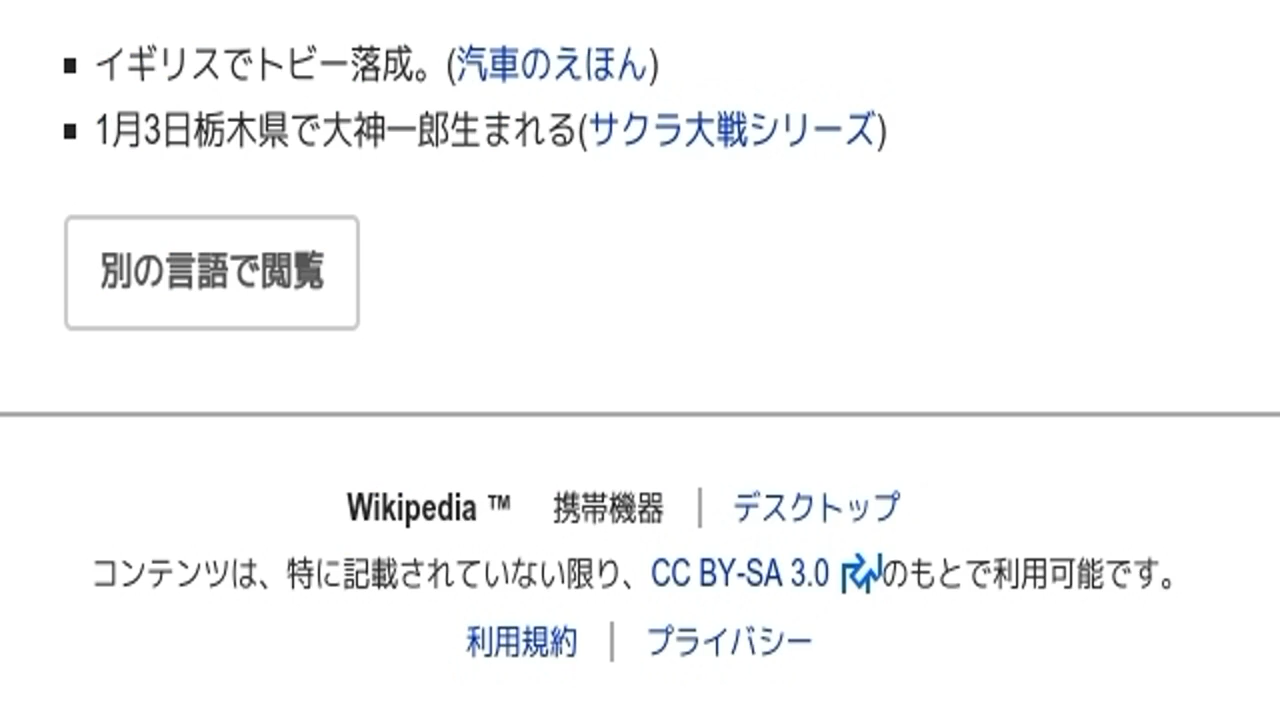 イギリスでトビー落成。(汽車のえほん)
1月3日栃木県で大神一郎生まれる(サクラ大戦シリーズ)
別の言語で閲覧
Wikipedia ™ 携帯機器 | デスクトップ
コンテンツは、特に記載されていない限り、CC BY-SA 3.0 のもとで利用可能です。
利用規約 | プライバシー